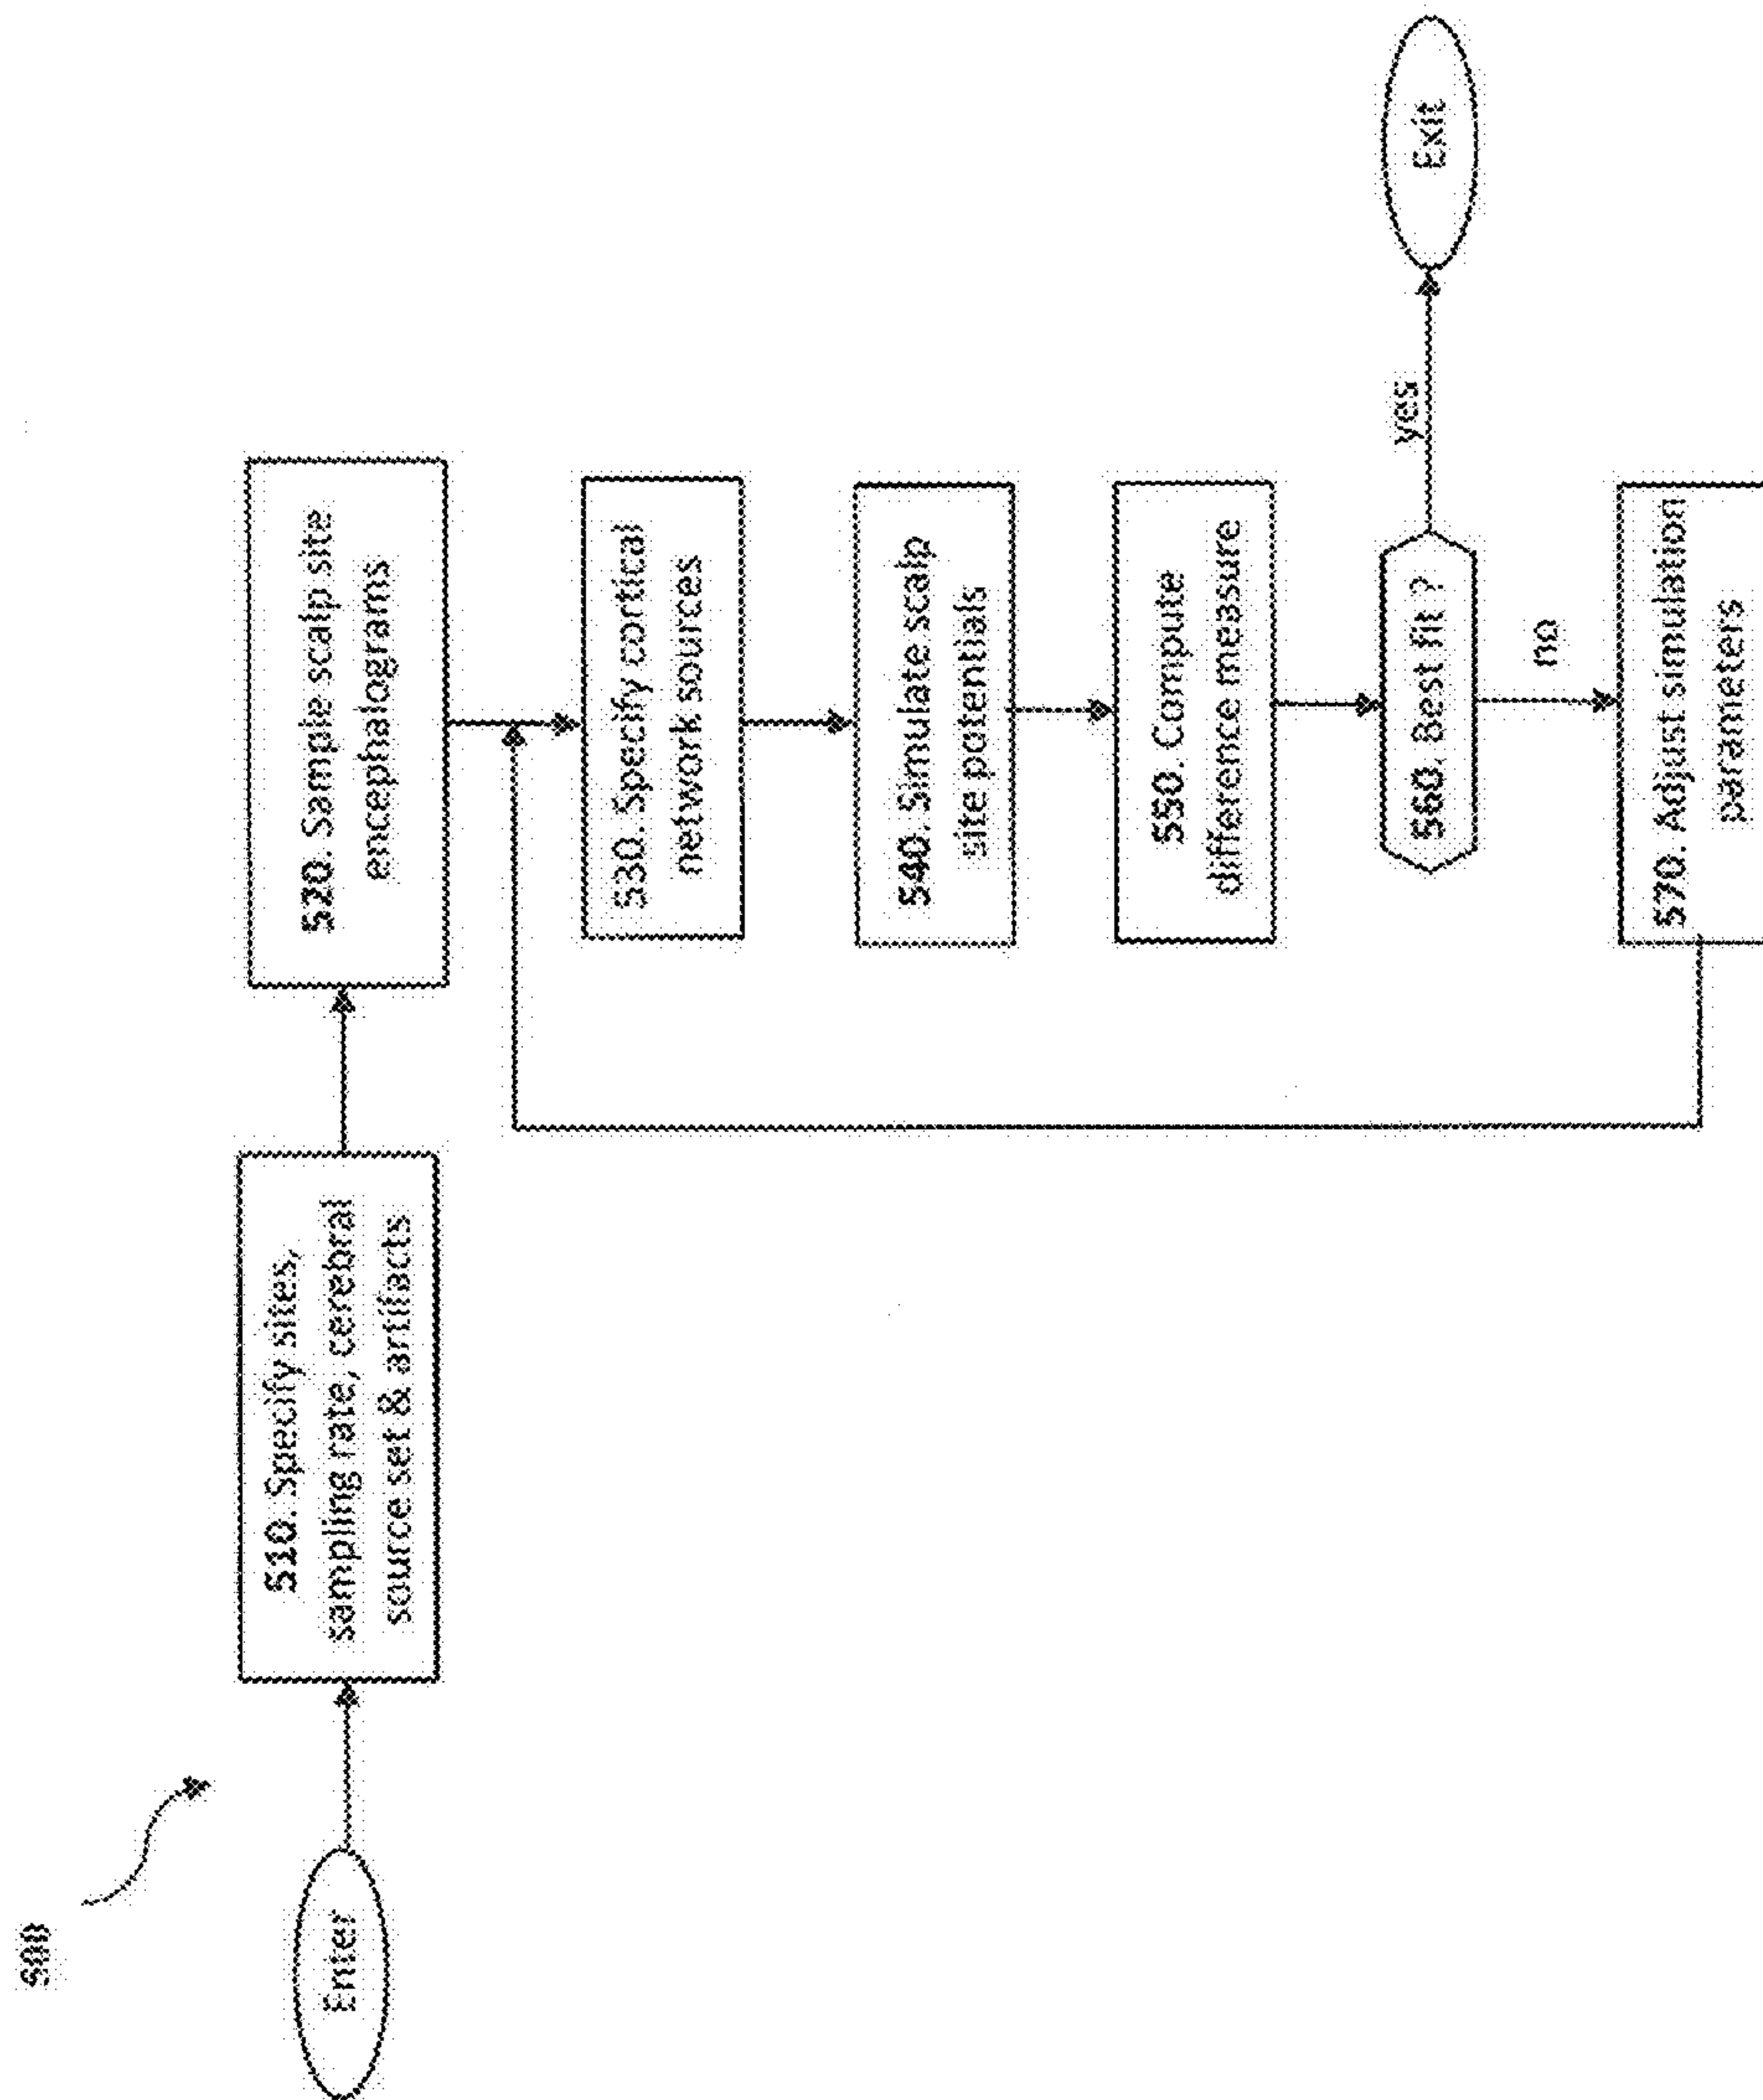 500
Enter
510. Specify sites,
sampling rate, cerebral
source set & artifacts
520. Sample scalp site
encephalograms
530. Specify cortical
network sources
540. Simulate scalp
site potentials
550. Compute
difference measure
560. Best fit ?
yes
Exit
no
570. Adjust simulation
parameters